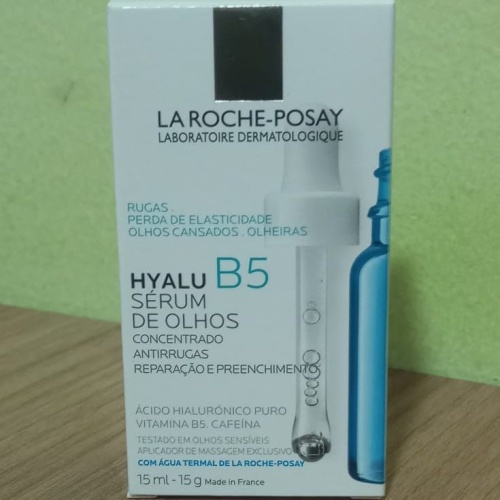 LA ROCHE-POSAY
LABORATOIRE DERMATOLOGIQUE
RUGAS .
PERDA DE ELASTICIDADE
OLHOS CANSADOS . OLHEIRAS
HYALU B5
SÉRUM
DE OLHOS
CONCENTRADO
ANTIRRUGAS
REPARAÇÃO E PREENCHIMENTO
ÁCIDO HIALURÓNICO PURO
VITAMINA B5. CAFEÍNA
TESTADO EM OLHOS SENSÍVEIS
APLICADOR DE MASSAGEM EXCLUSIVO
COM ÁGUA TERMAL DE LA ROCHE-POSAY
15 ml - 15 g Made in France